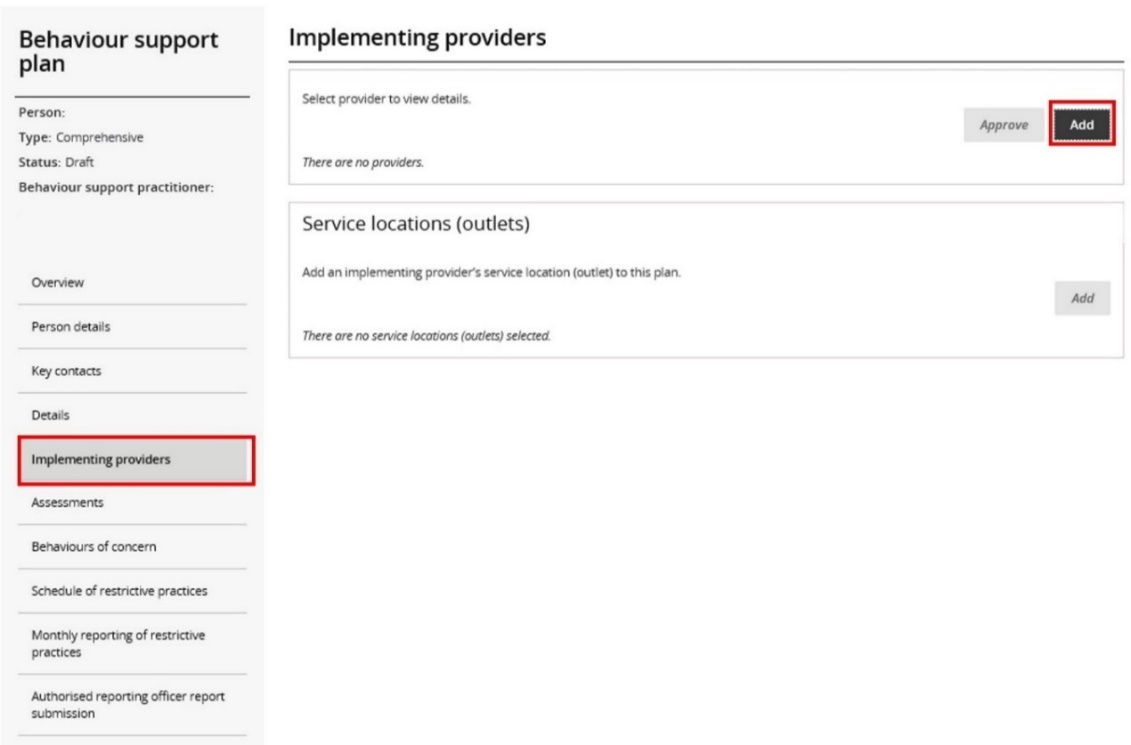 Behaviour support
plan
Person:
Type: Comprehensive
Status: Draft
Behaviour support practitioner:
Overview
Person details
Key contacts
Details
Implementing providers
Assessments
Behaviours of concern
Schedule of restrictive practices
Monthly reporting of restrictive
practices
Authorised reporting officer report
submission
Implementing providers
Select provider to view details.
Approve
Add
There are no providers.
Service locations (outlets)
Add an implementing provider's service location (outlet) to this plan.
Add
There are no service locations (outlets) selected.